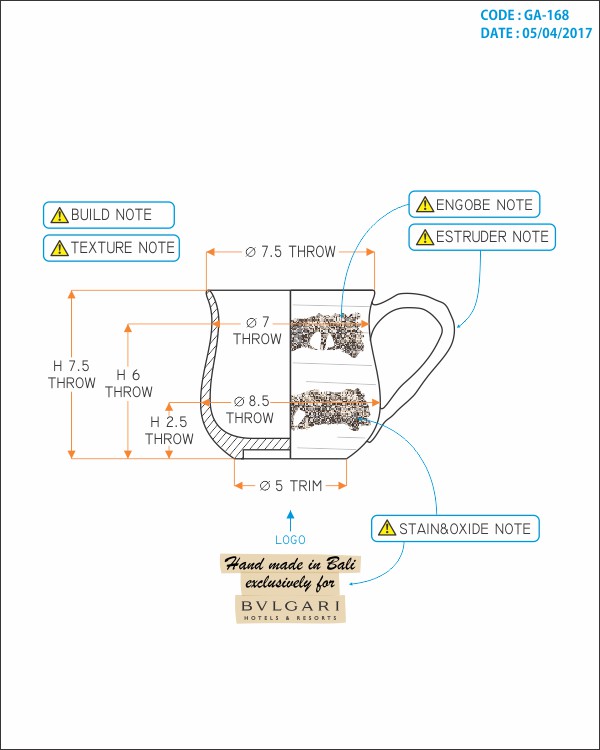 CODE : GA-168
DATE : 05/04/2017
BUILD NOTE
TEXTURE NOTE
ENGOBE NOTE
ESTRUDER NOTE
Ø 7.5 THROW
Ø 7
THROW
H 7.5
THROW
H 6
THROW
Ø 8.5
THROW
H 2.5
THROW
Ø 5 TRIM
STAIN&OXIDE NOTE
LOGO
Hand made in Bali
exclusively for
BVLGARI
HOTELS & RESORTS